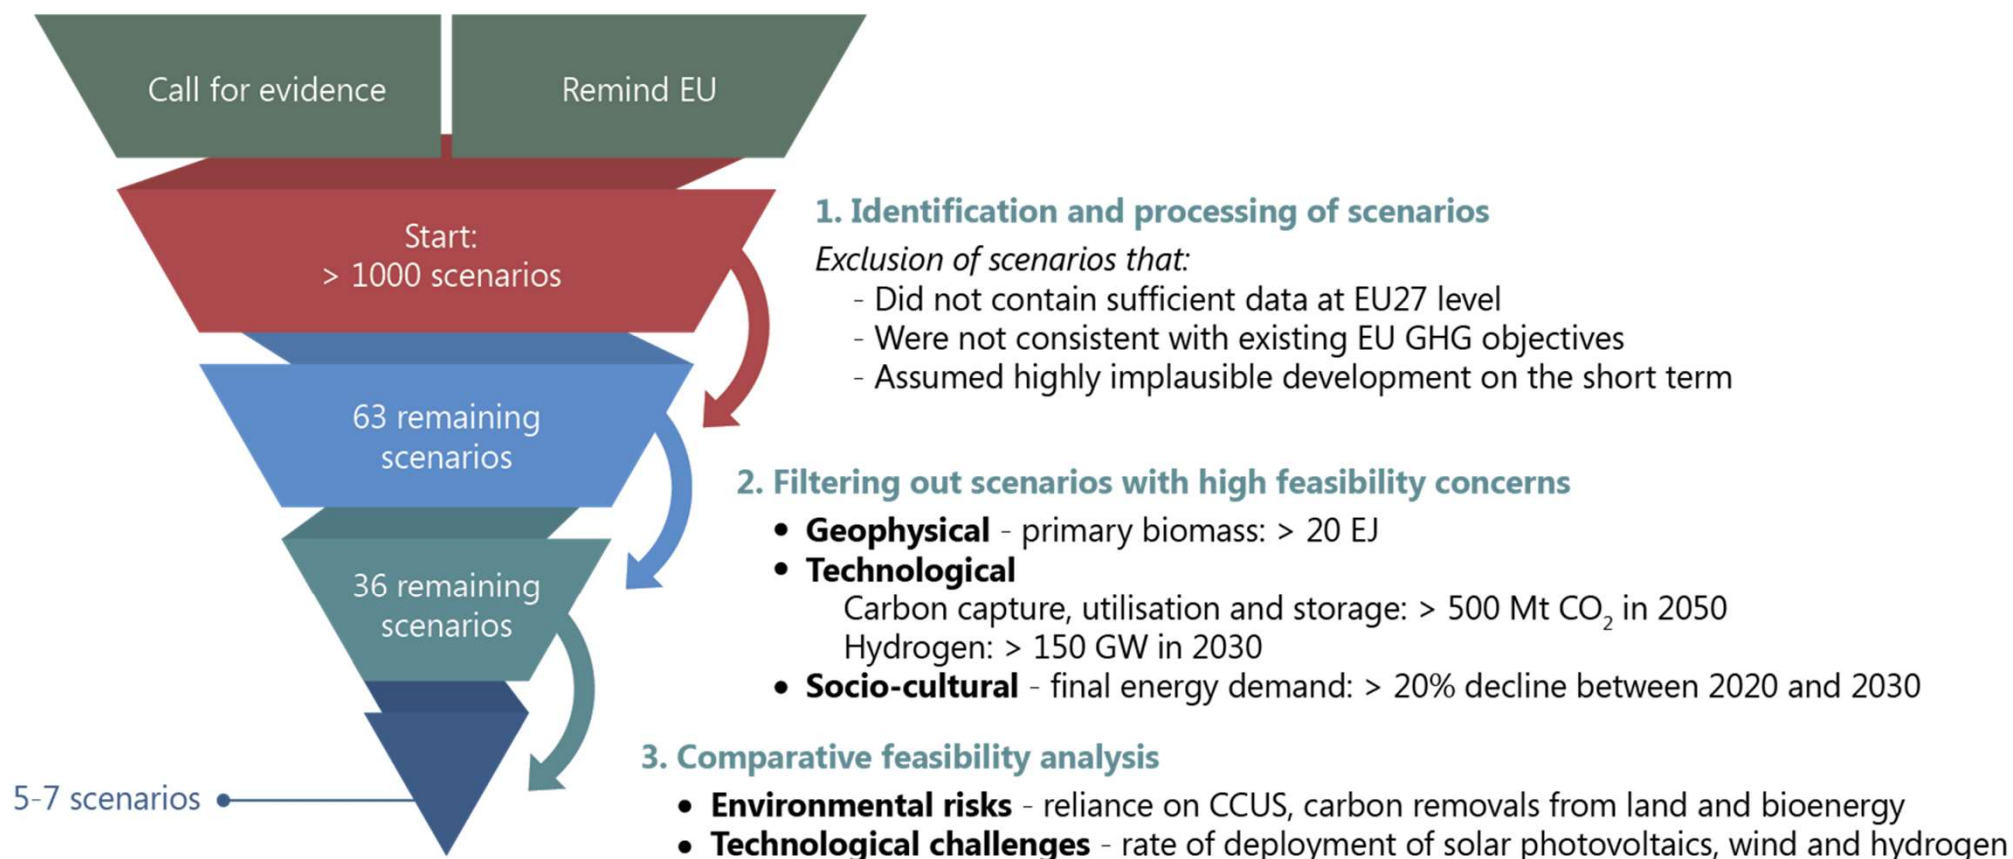 Call for evidence
Remind EU
Start:
> 1000 scenarios
1. Identification and processing of scenarios
Exclusion of scenarios that:
- Did not contain sufficient data at EU27 level
- Were not consistent with existing EU GHG objectives
- Assumed highly implausible development on the short term
63 remaining
scenarios
2. Filtering out scenarios with high feasibility concerns
• Geophysical - primary biomass: > 20 EJ
• Technological
Carbon capture, utilisation and storage: > 500 Mt CO₂ in 2050
Hydrogen: > 150 GW in 2030
• Socio-cultural - final energy demand: > 20% decline between 2020 and 2030
36 remaining
scenarios
3. Comparative feasibility analysis
• Environmental risks - reliance on CCUS, carbon removals from land and bioenergy
• Technological challenges - rate of deployment of solar photovoltaics, wind and hydrogen
5-7 scenarios